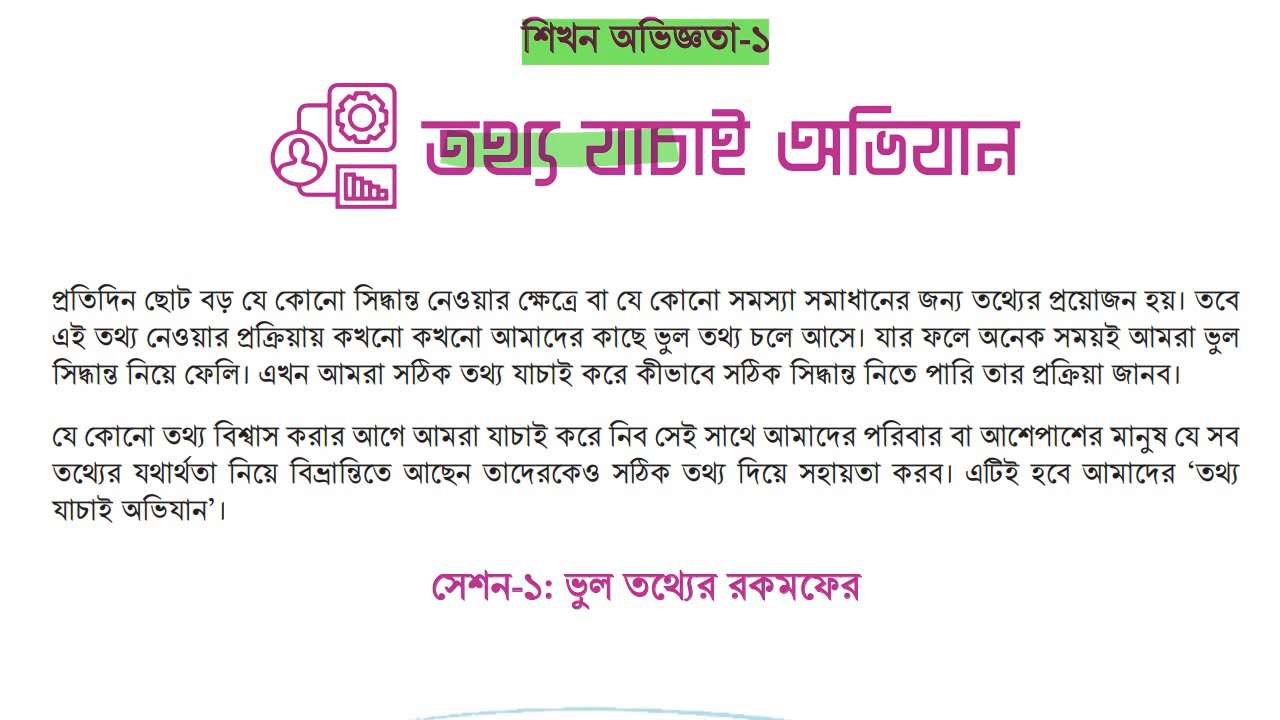 শিখন অভিজ্ঞতা-১
তথ্য যাচাই অভিযান
প্রতিদিন ছোট বড় যে কোনো সিদ্ধান্ত নেওয়ার ক্ষেত্রে বা যে কোনো সমস্যা সমাধানের জন্য তথ্যের প্রয়োজন হয়। তবে
এই তথ্য নেওয়ার প্রক্রিয়ায় কখনো কখনো আমাদের কাছে ভুল তথ্য চলে আসে। যার ফলে অনেক সময়ই আমরা ভুল
সিদ্ধান্ত নিয়ে ফেলি। এখন আমরা সঠিক তথ্য যাচাই করে কীভাবে সঠিক সিদ্ধান্ত নিতে পারি তার প্রক্রিয়া জানব।
যে কোনো তথ্য বিশ্বাস করার আগে আমরা যাচাই করে নিব সেই সাথে আমাদের পরিবার বা আশেপাশের মানুষ যে সব
তথ্যের যথার্থতা নিয়ে বিভ্রান্তিতে আছেন তাদেরকেও সঠিক তথ্য দিয়ে সহায়তা করব। এটিই হবে আমাদের ‘তথ্য
যাচাই অভিযান’।
সেশন-১: ভুল তথ্যের রকমফের